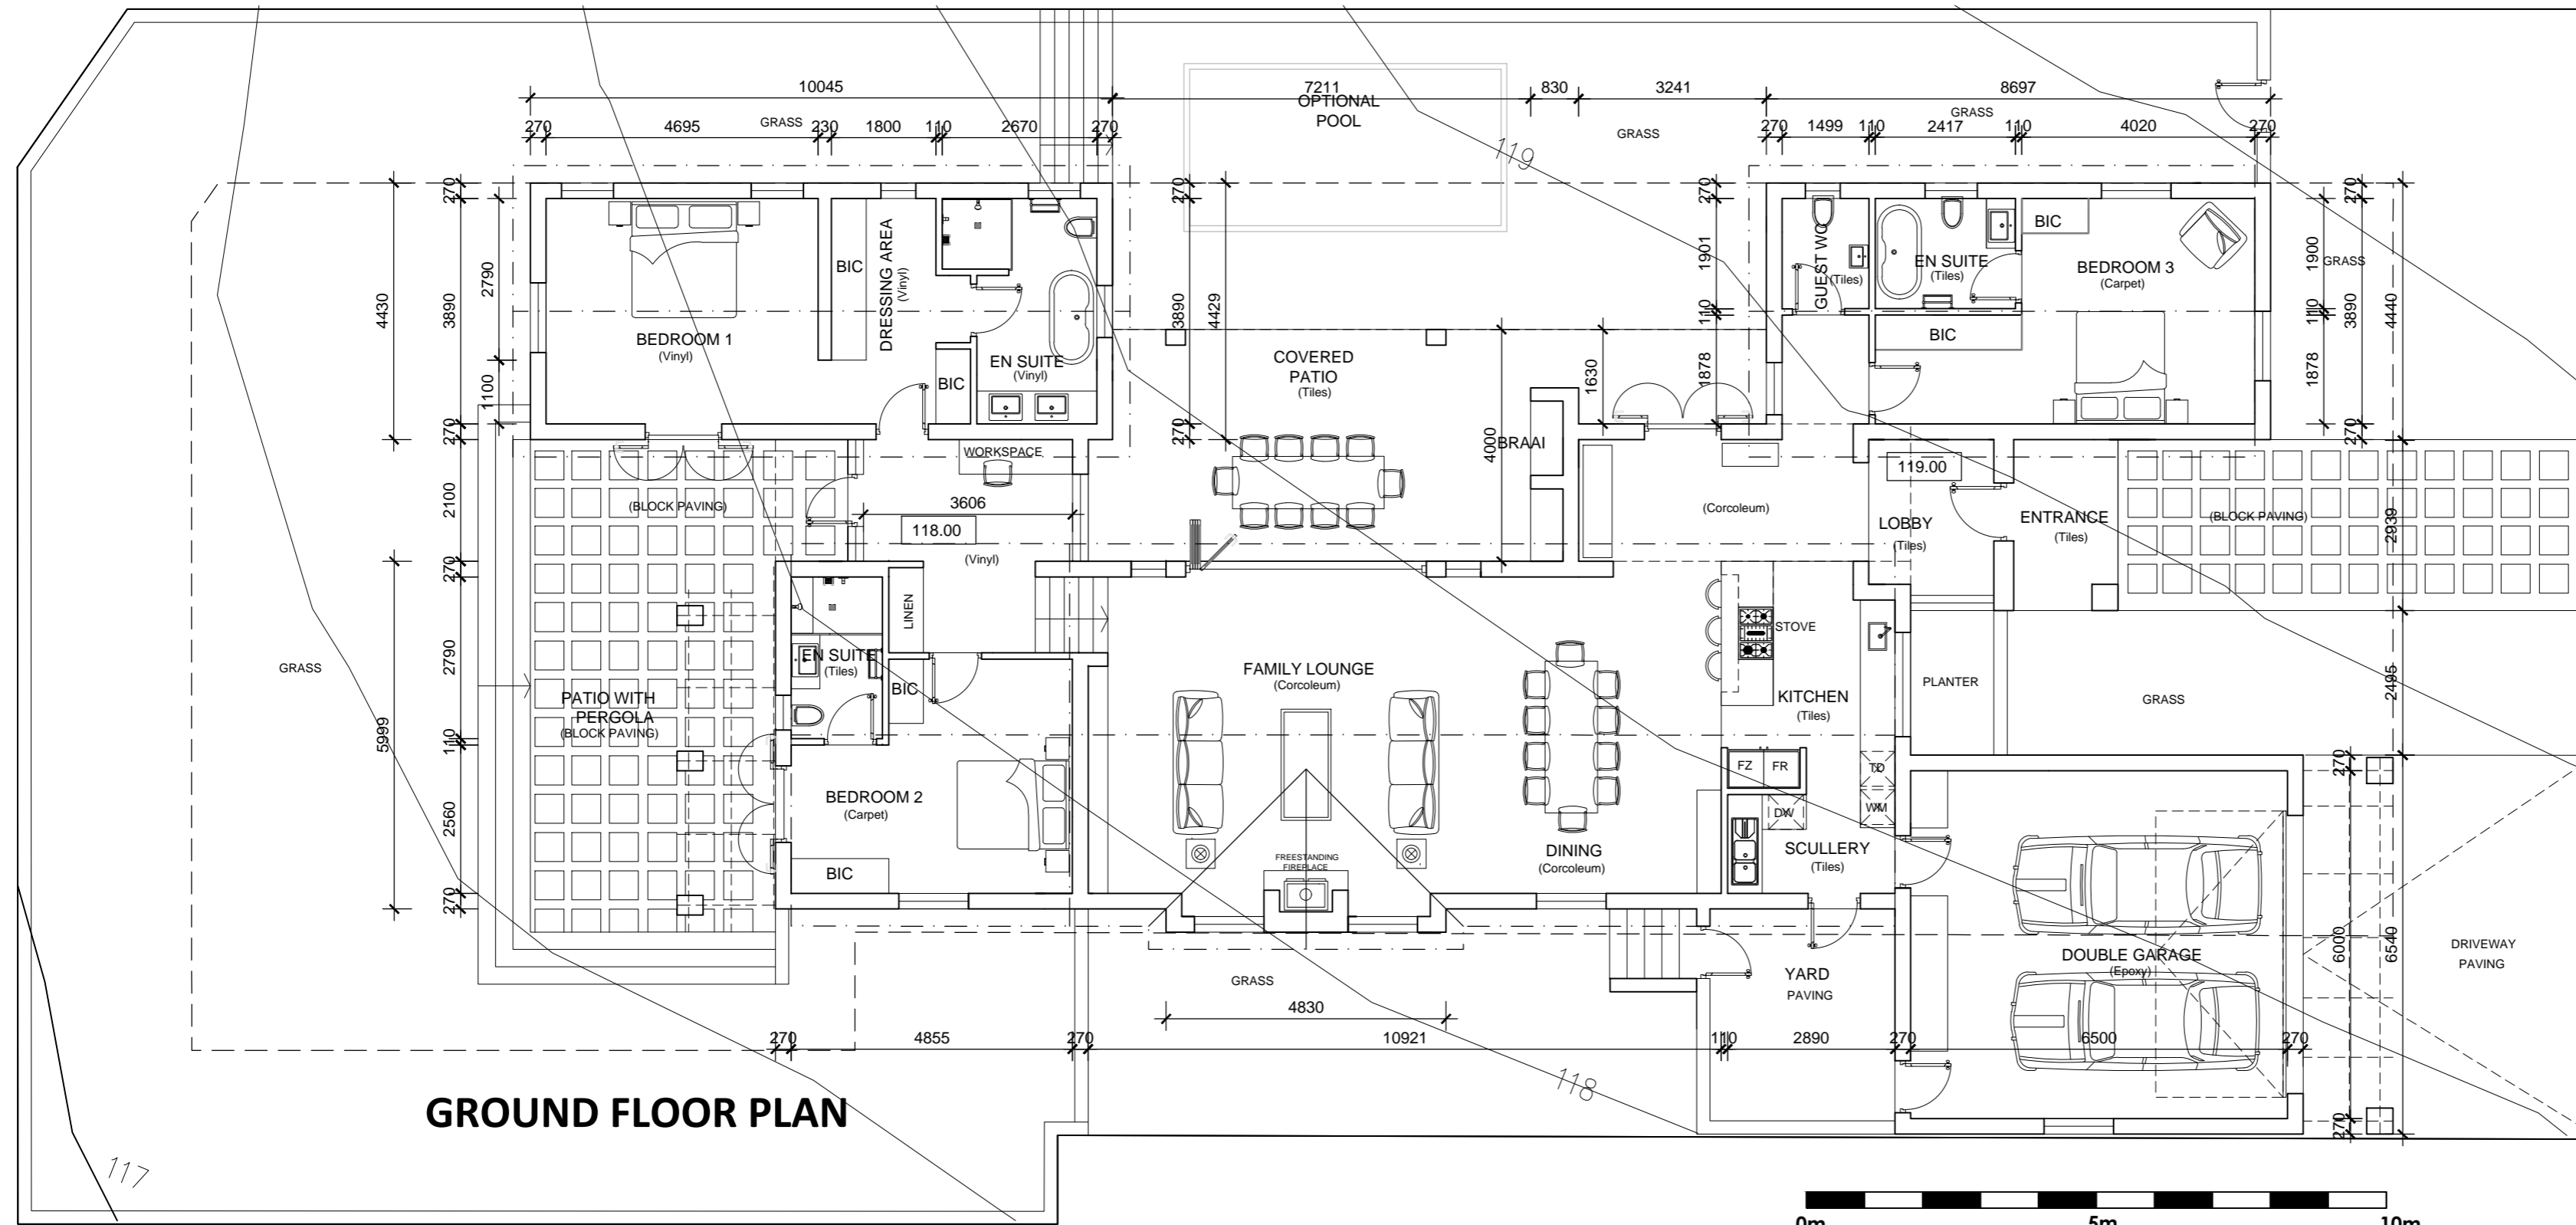 10045
7211
830
3241
8697
270
4695
GRASS
230
1800
110
2670
270
OPTIONAL
POOL
GRASS
119
270
1499
110
GRASS
2417
110
4020
270
4430
270
3890
270
2790
1100
270
3890
270
4429
270
1901
110
1878
1630
4000
1900
110
1878
270
3890
270
4440
GRASS
BEDROOM 1
(Vinyl)
BIC
DRESSING AREA
(Vinyl)
BIC
EN SUITE
(Vinyl)
COVERED
PATIO
(Tiles)
BRAAI
GUEST WC
(Tiles)
EN SUITE
(Tiles)
BIC
BIC
BEDROOM 3
(Carpet)
WORKSPACE
3606
118.00
(Vinyl)
(BLOCK PAVING)
(Corcoleum)
119.00
LOBBY
(Tiles)
ENTRANCE
(Tiles)
(BLOCK PAVING)
2939
2100
270
2790
110
2560
270
5999
GRASS
PATIO WITH
PERGOLA
(BLOCK PAVING)
LINEN
EN SUITE
(Tiles)
BIC
BEDROOM 2
(Carpet)
BIC
FAMILY LOUNGE
(Corcoleum)
FREESTANDING
FIREPLACE
DINING
(Corcoleum)
STOVE
KITCHEN
(Tiles)
FZ
FR
TD
WM
DW
SCULLERY
(Tiles)
PLANTER
GRASS
2495
270
6000
270
6540
DOUBLE GARAGE
(Epoxy)
DRIVEWAY
PAVING
YARD
PAVING
GRASS
4830
270
4855
270
10921
110
2890
270
6500
270
118
GROUND FLOOR PLAN
117
0m
5m
10m